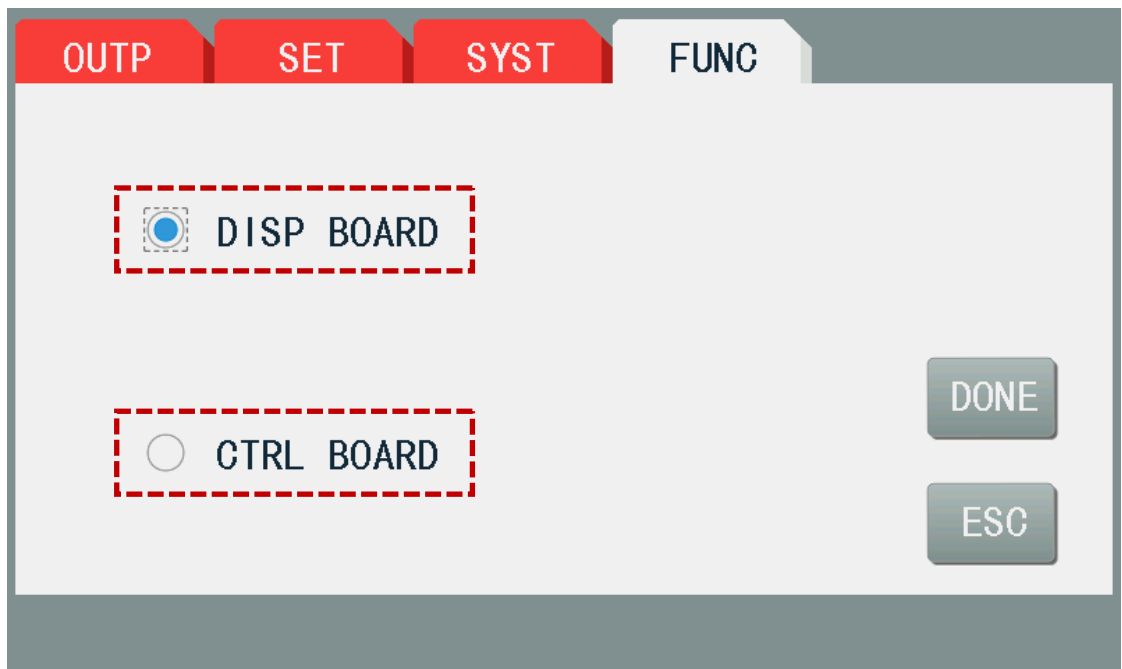 OUTP SET SYST FUNC
DISP BOARD
DONE
CTRL BOARD
ESC